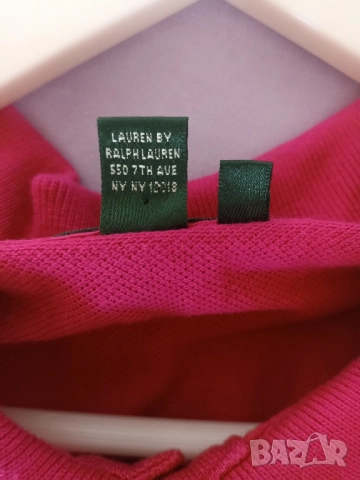 LAUREN BY
RALPH LAUREN
550 7TH AVE
NY NY 10018
BAZAR